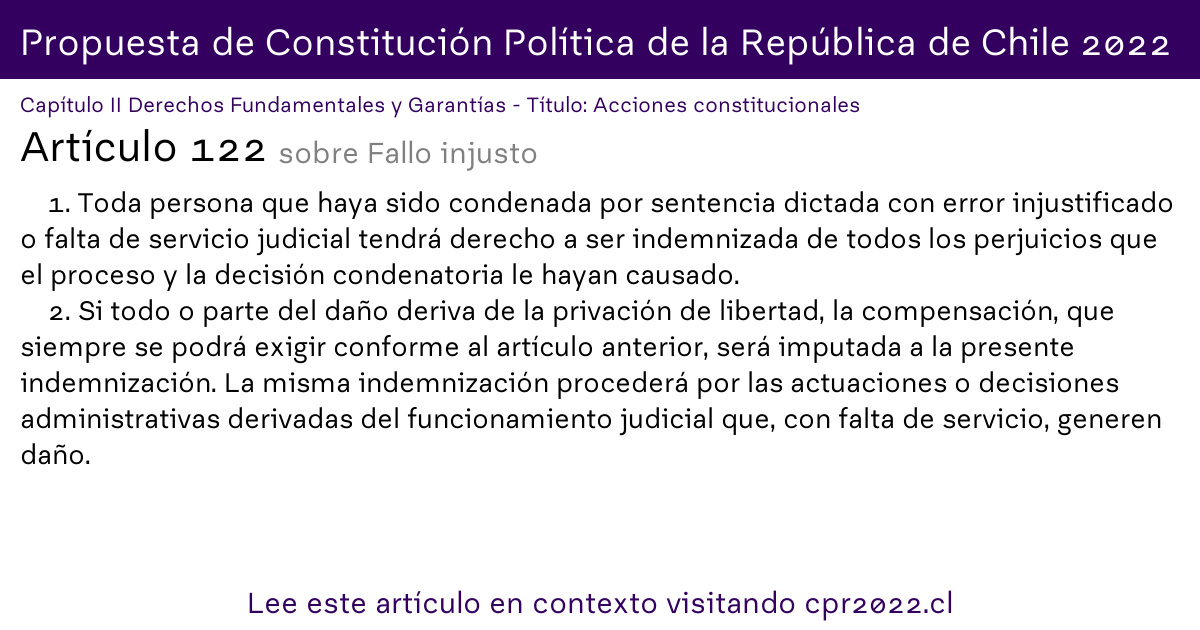 Propuesta de Constitución Política de la República de Chile 2022
Capítulo II Derechos Fundamentales y Garantías - Título: Acciones constitucionales
Artículo 122 sobre Fallo injusto
1. Toda persona que haya sido condenada por sentencia dictada con error injustificado
o falta de servicio judicial tendrá derecho a ser indemnizada de todos los perjuicios que
el proceso y la decisión condenatoria le hayan causado.
2. Si todo o parte del daño deriva de la privación de libertad, la compensación, que
siempre se podrá exigir conforme al artículo anterior, será imputada a la presente
indemnización. La misma indemnización procederá por las actuaciones o decisiones
administrativas derivadas del funcionamiento judicial que, con falta de servicio, generen
daño.
Lee este artículo en contexto visitando cpr2022.cl